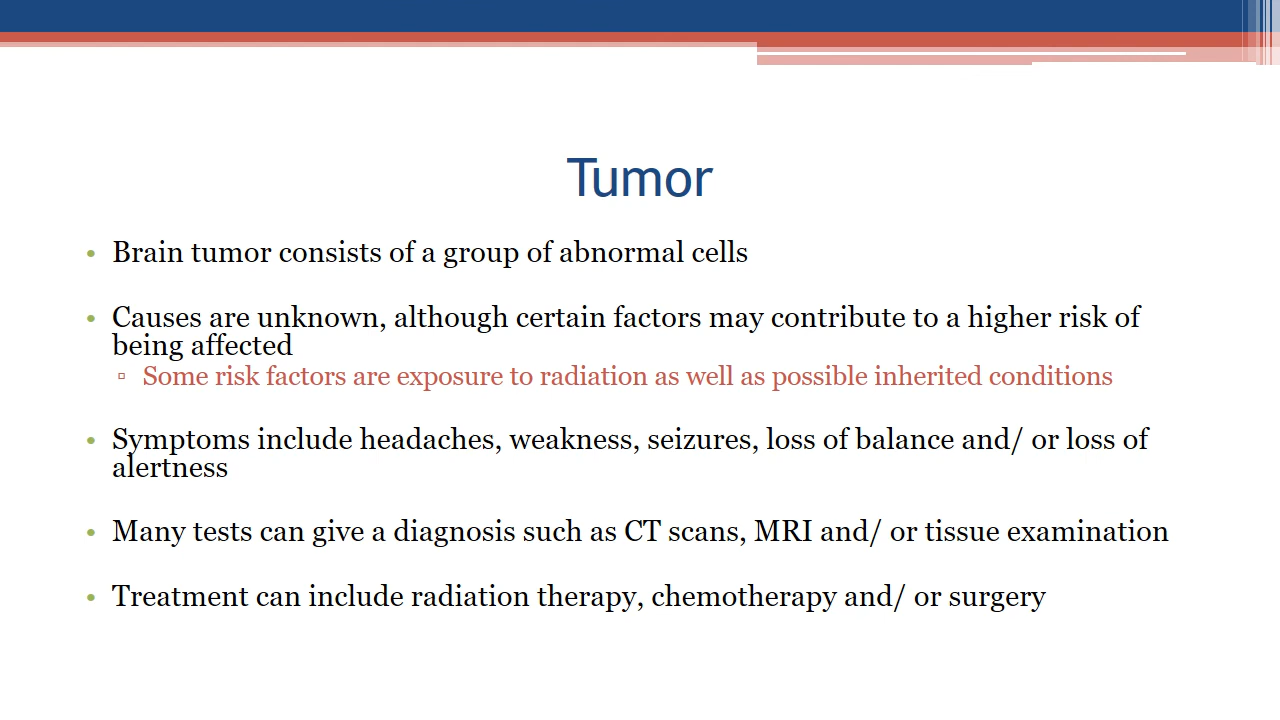 Tumor
• Brain tumor consists of a group of abnormal cells
• Causes are unknown, although certain factors may contribute to a higher risk of
being affected
▫ Some risk factors are exposure to radiation as well as possible inherited conditions
• Symptoms include headaches, weakness, seizures, loss of balance and/ or loss of
alertness
• Many tests can give a diagnosis such as CT scans, MRI and/ or tissue examination
• Treatment can include radiation therapy, chemotherapy and/ or surgery